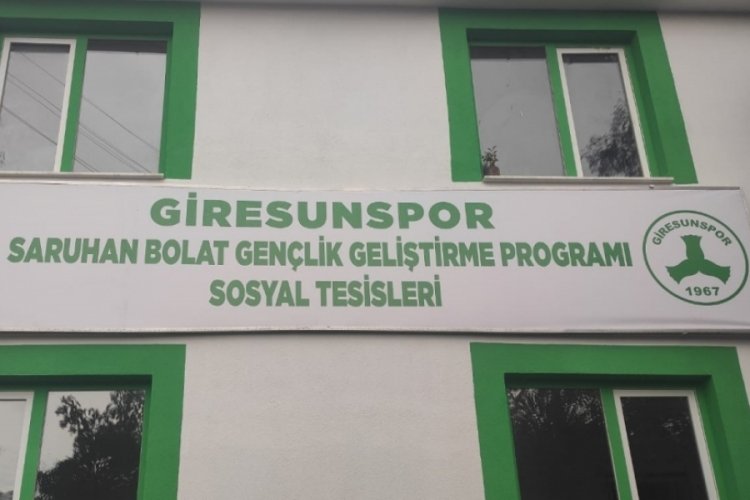 GİRESUNSPOR
SARUHAN BOLAT GENÇLİK GELİŞTİRME PROGRAMI
SOSYAL TESİSLERİ
GİRESUNSPOR
1967